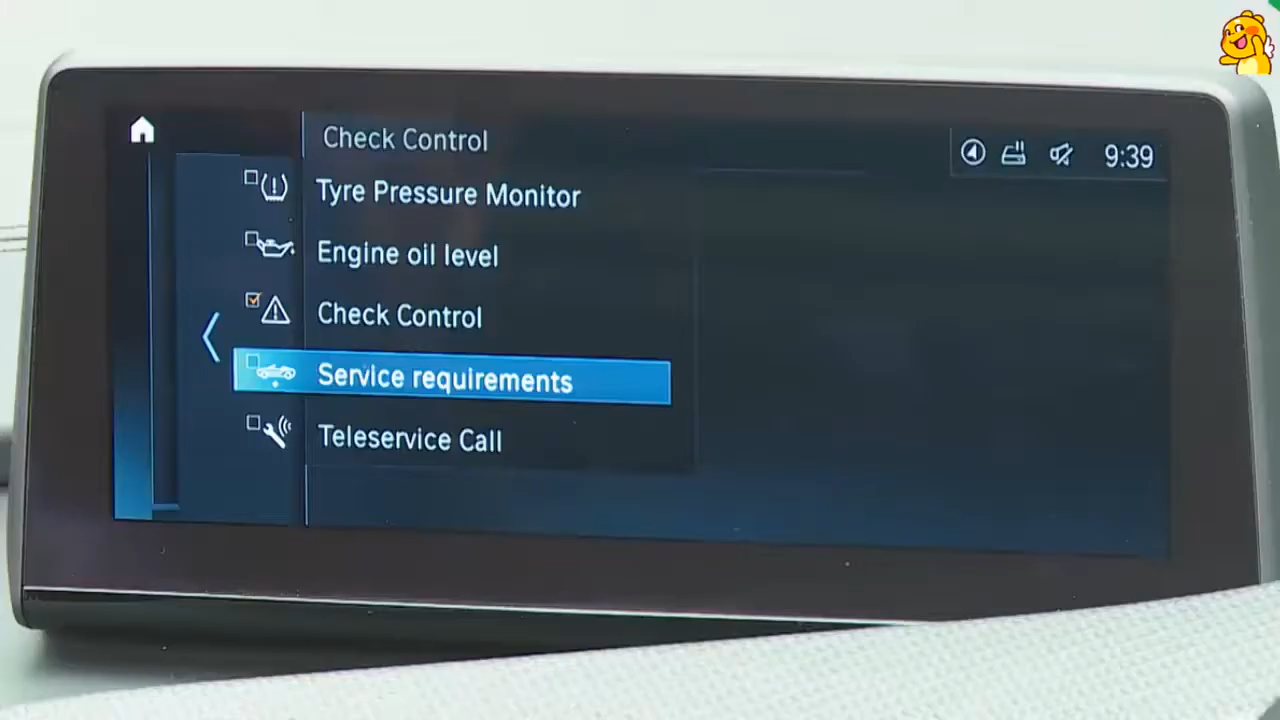 Check Control
9:39
Tyre Pressure Monitor
Engine oil level
Check Control
Service requirements
Teleservice Call